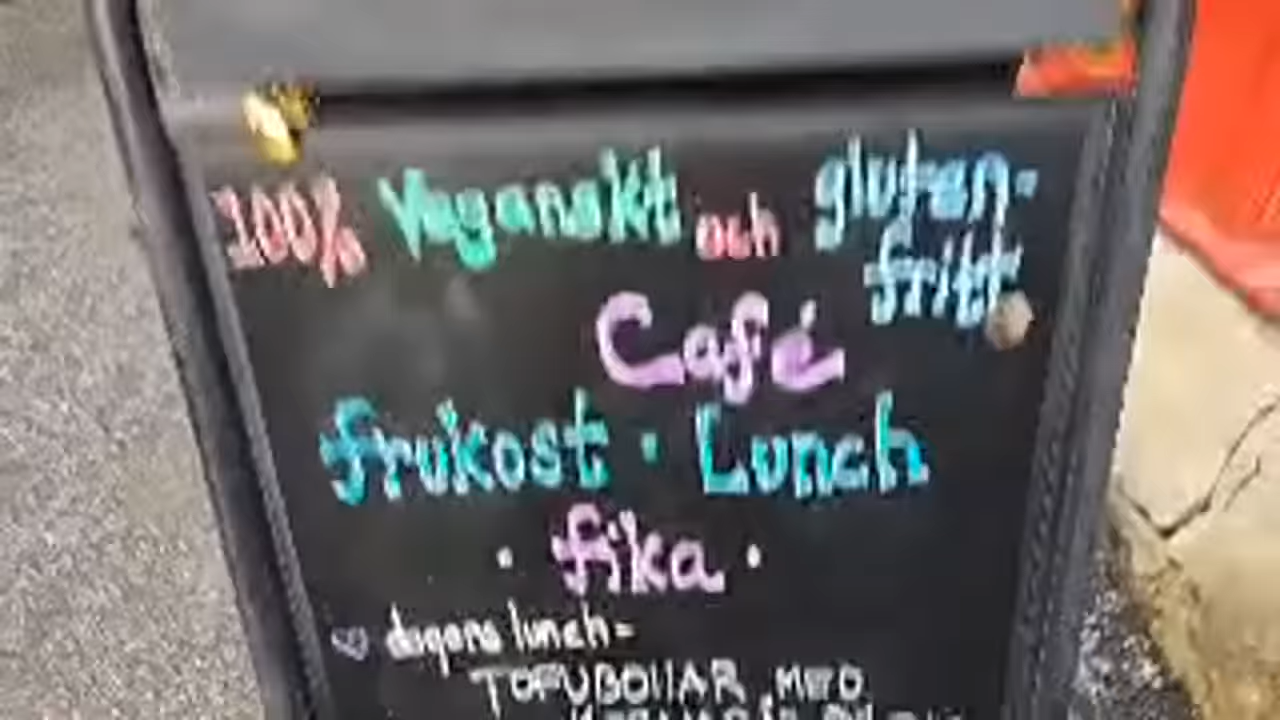 100% Veganskt och gluten-
fritt
Café
frukost · Lunch
· fika ·
♡ dagens lunch=
TOFUBOLLAR MED